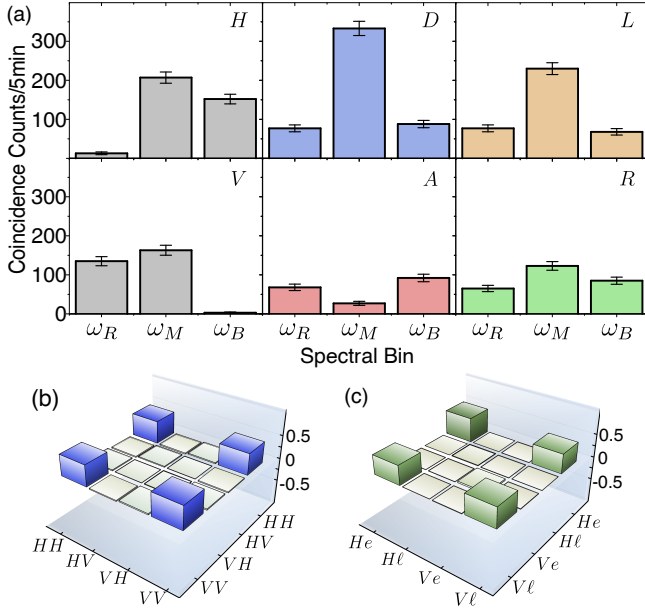 (a)
H
D
L
Coincidence Counts/5min
300
200
100
V
A
R
300
200
100
0
ω_R ω_M ω_B ω_R ω_M ω_B ω_R ω_M ω_B
Spectral Bin
(b)
0.5
0
-0.5
HH
HV
VH
VV
HH
HV
VH
VV
(c)
0.5
0
-0.5
He
Hℓ
Ve
Vℓ
He
Hℓ
Ve
Vℓ